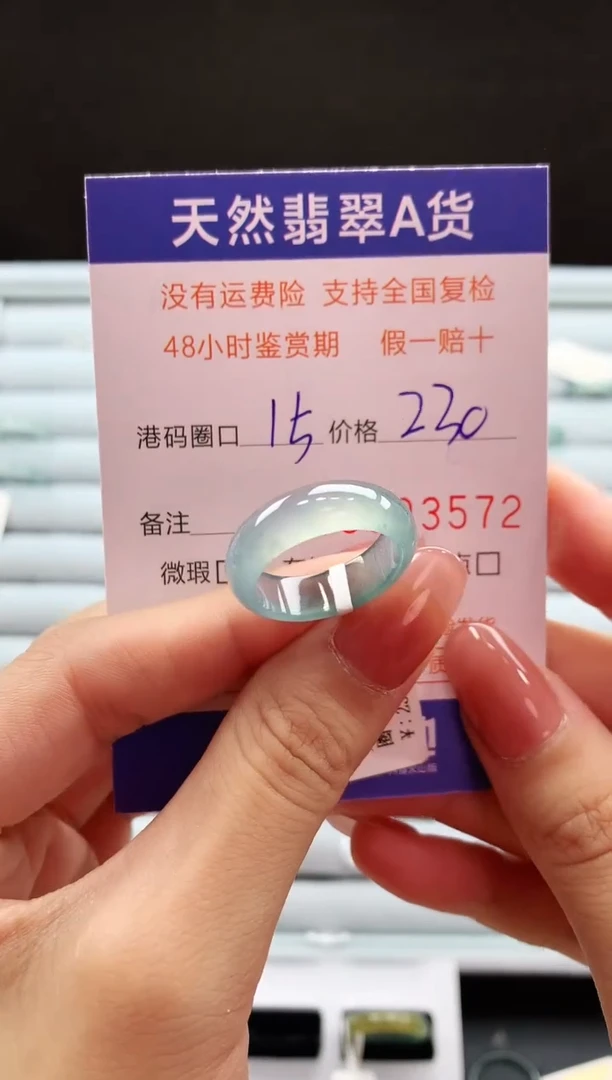 天然翡翠A货
没有运费险 支持全国复检
48小时鉴赏期 假一赔十
港码圈口 15 价格 230
备注 3572
微瑕